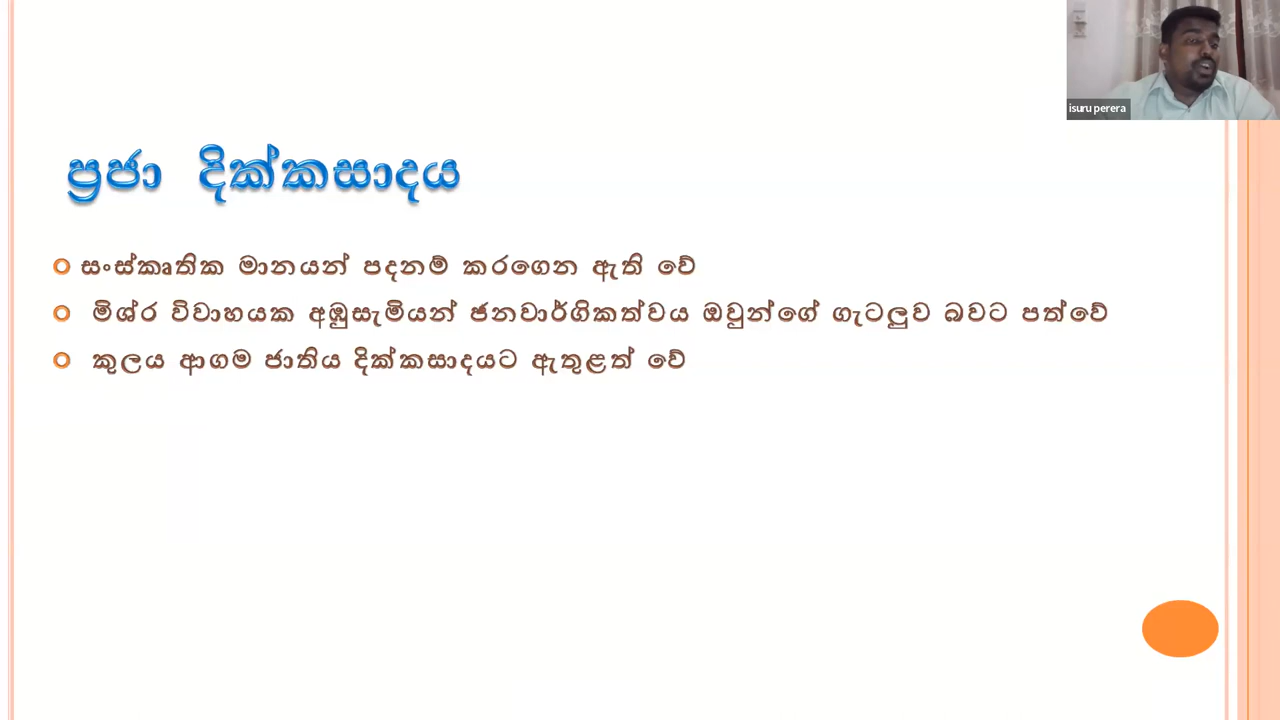 isuru perera
ප්‍රජා දික්කසාදය
සංස්කෘතික මානයන් පදනම් කරගෙන ඇති වේ
මිශ්ර විවාහයක අඹුසැමියන් ජනවාර්ගිකත්වය ඔවුන්ගේ ගැටලුව බවට පත්වේ
කුලය ආගම ජාතිය දික්කසාදයට ඇතුළත් වේ